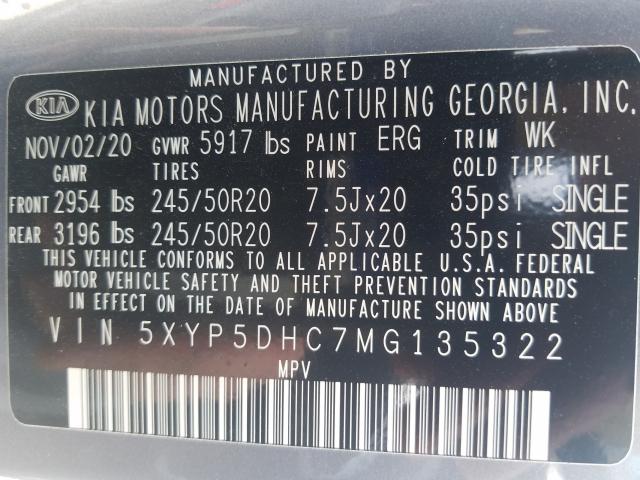 MANUFACTURED BY
KIA KIA MOTORS MANUFACTURING GEORGIA, INC.
NOV/02/20 GVWR 5917 lbs PAINT ERG TRIM WK
GAWR TIRES RIMS COLD TIRE INFL
FRONT 2954 lbs 245/50R20 7.5Jx20 35psi SINGLE
REAR 3196 lbs 245/50R20 7.5Jx20 35psi SINGLE
THIS VEHICLE CONFORMS TO ALL APPLICABLE U.S.A. FEDERAL
MOTOR VEHICLE SAFETY AND THEFT PREVENTION STANDARDS
IN EFFECT ON THE DATE OF MANUFACTURE SHOWN ABOVE.
VIN 5XYP5DHC7MG135322
MPV